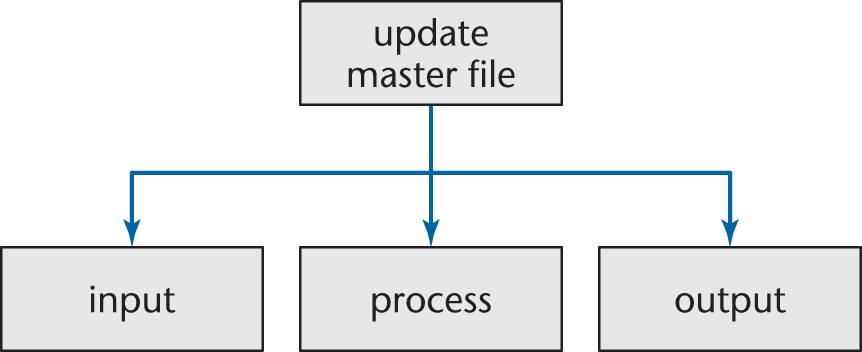 update
master file
input
process
output